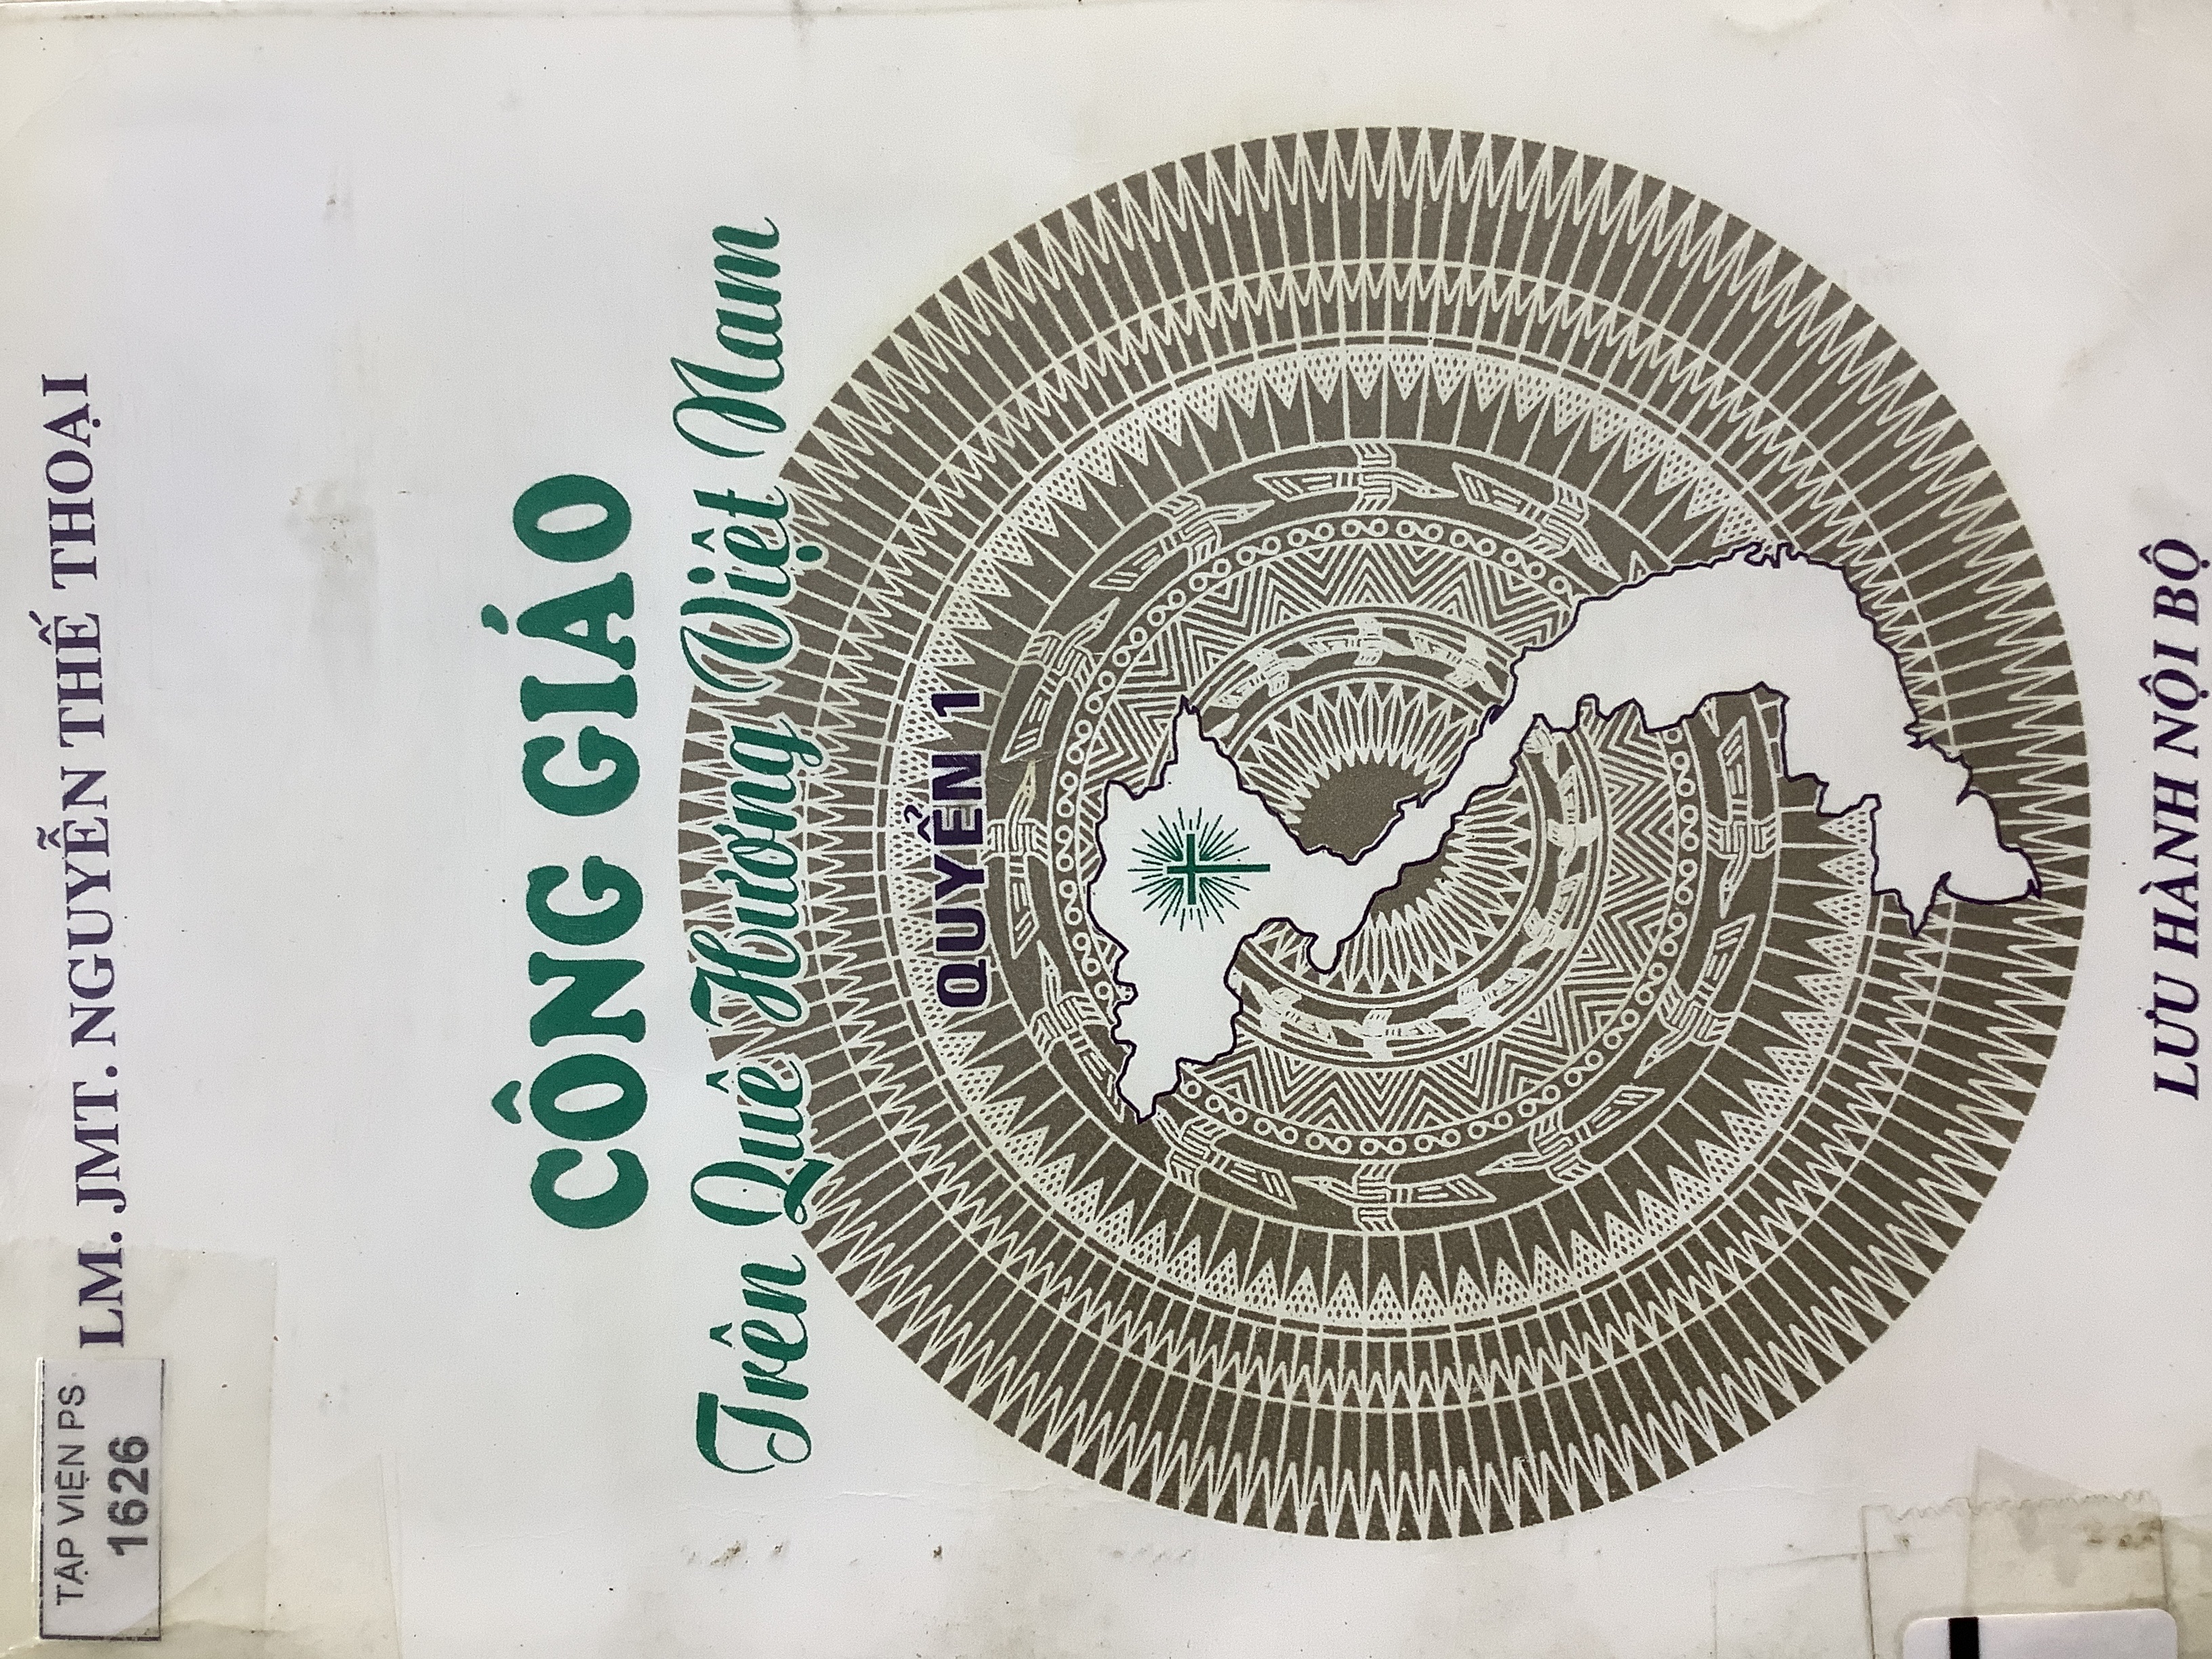 TẬP VIỆN PS
1626
LM. JMT. NGUYỄN THẾ THOẠI
CÔNG GIÁO
Trên Quê Hương Việt Nam
QUYỂN 1
LƯU HÀNH NỘI BỘ